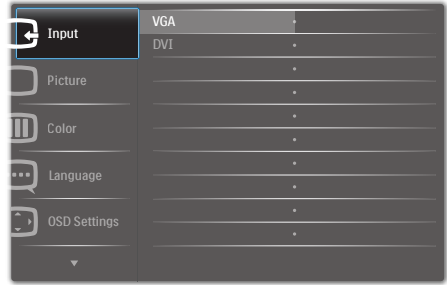 Input
Picture
Color
Language
OSD Settings
VGA
DVI